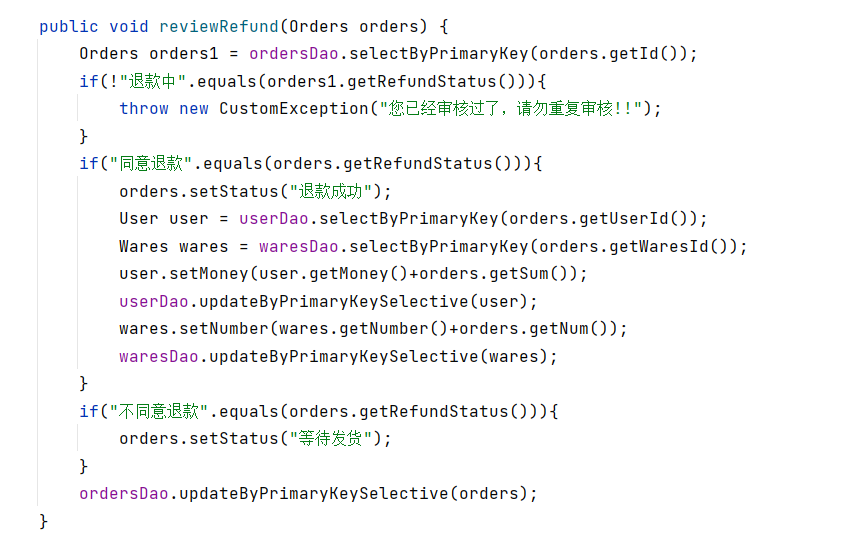 public void reviewRefund(Orders orders) {
    Orders orders1 = ordersDao.selectByPrimaryKey(orders.getId());
    if(!"退款中".equals(orders1.getRefundStatus())){
        throw new CustomException("您已经审核过了，请勿重复审核!!");
    }
    if("同意退款".equals(orders.getRefundStatus())){
        orders.setStatus("退款成功");
        User user = userDao.selectByPrimaryKey(orders.getUserId());
        Wares wares = waresDao.selectByPrimaryKey(orders.getWaresId());
        user.setMoney(user.getMoney()+orders.getSum());
        userDao.updateByPrimaryKeySelective(user);
        wares.setNumber(wares.getNumber()+orders.getNum());
        waresDao.updateByPrimaryKeySelective(wares);
    }
    if("不同意退款".equals(orders.getRefundStatus())){
        orders.setStatus("等待发货");
    }
    ordersDao.updateByPrimaryKeySelective(orders);
}